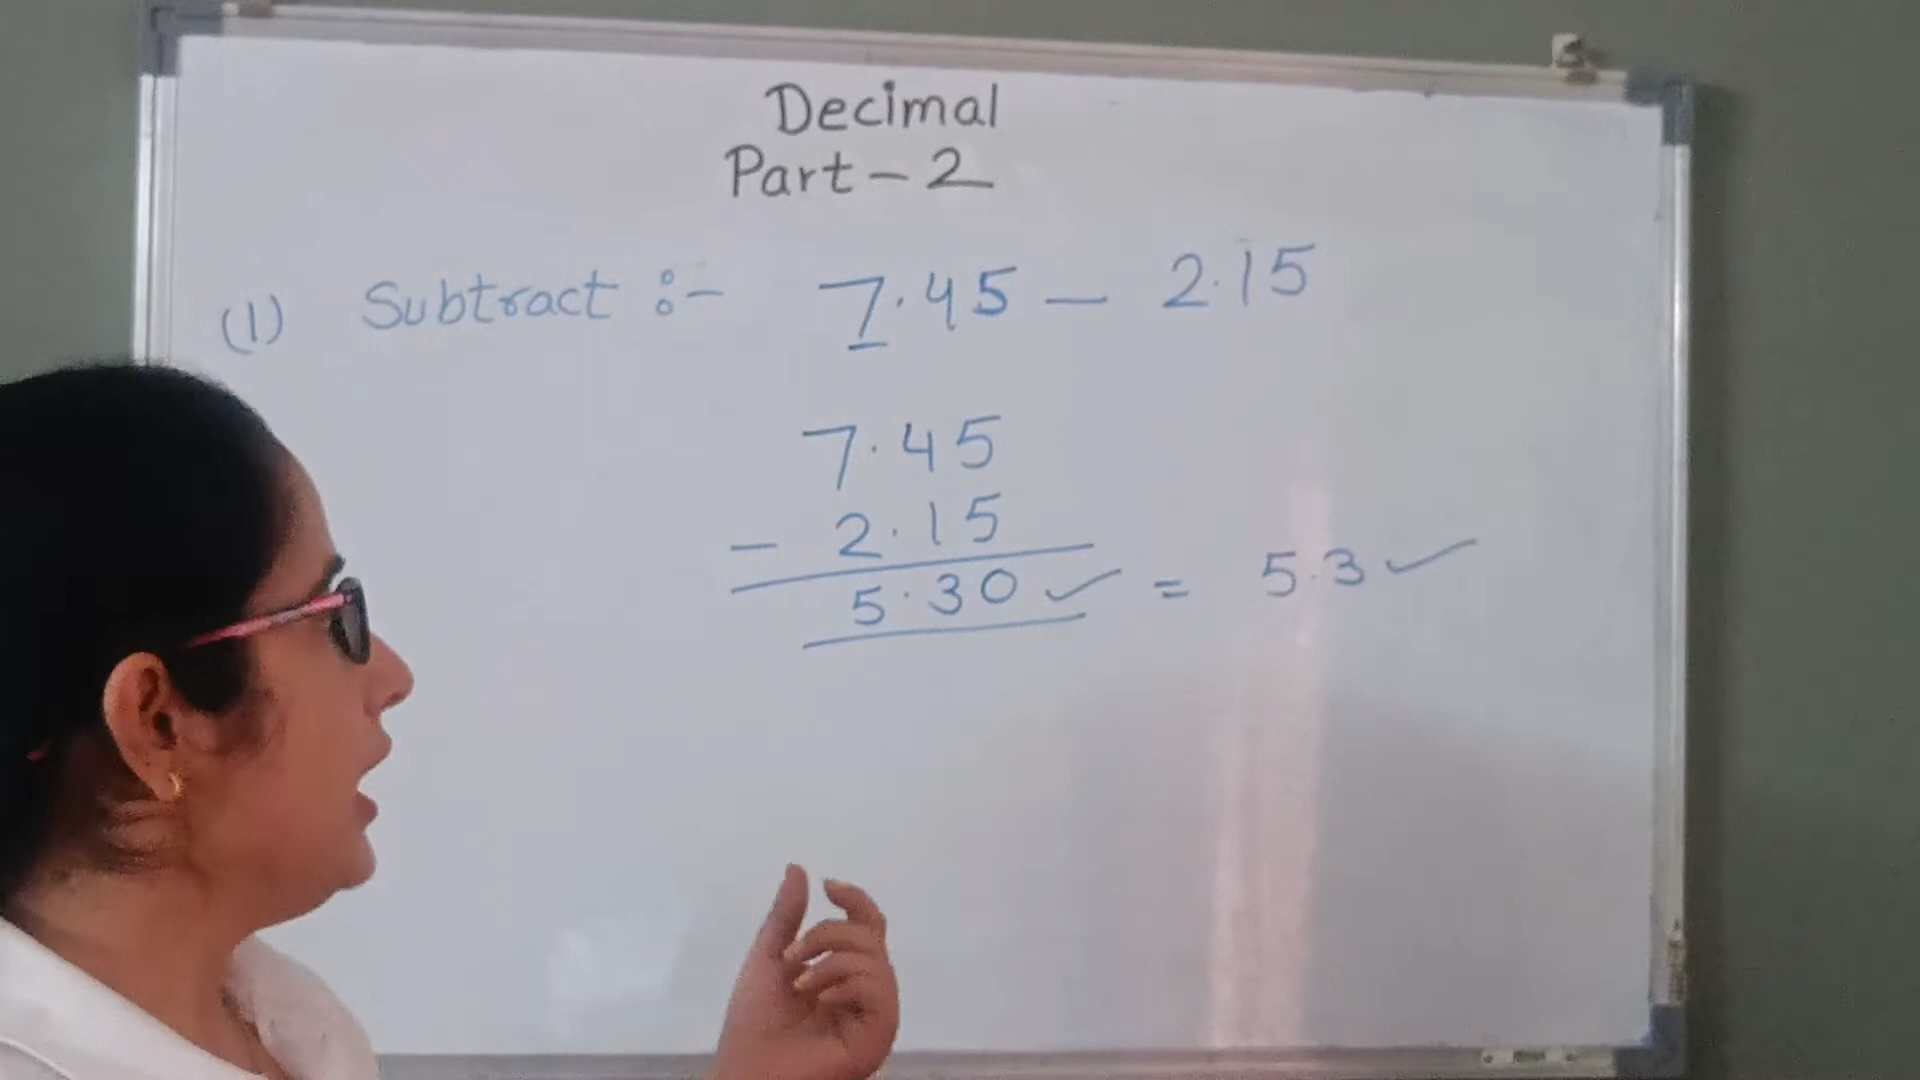 Decimal
Part - 2
(1) Subtract :- 7.45 - 2.15
7.45
- 2.15
5.30 ✓ = 5.3 ✓